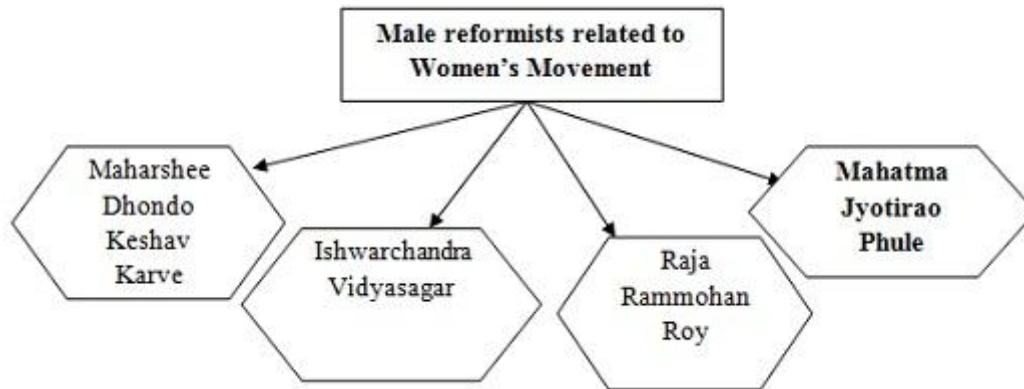 Male reformists related to
Women's Movement
Maharshee
Dhondo
Keshav
Karve
Ishwarchandra
Vidyasagar
Raja
Rammohan
Roy
Mahatma
Jyotirao
Phule